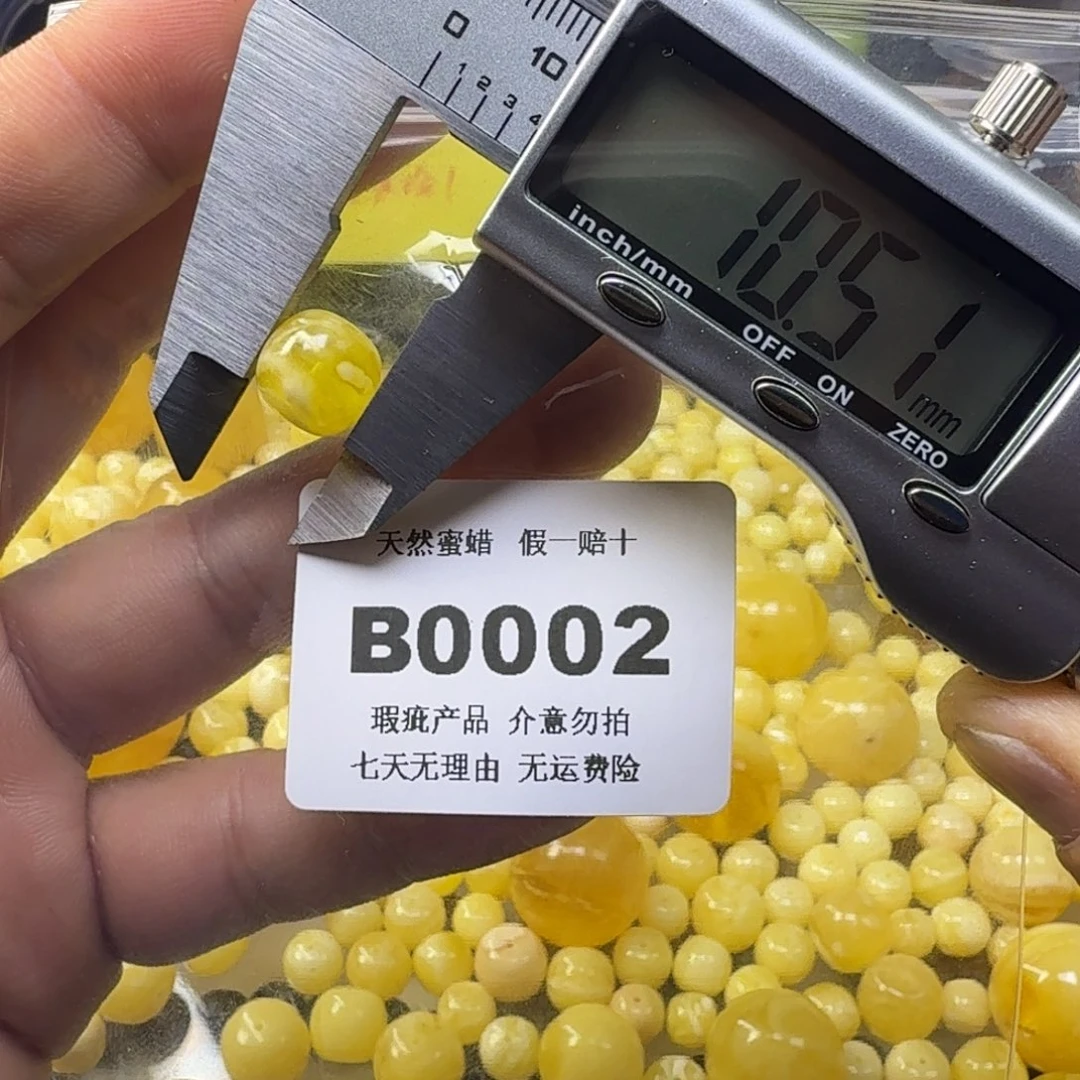 0
10
1 2 3 4
10.51
mm
inch/mm
OFF
ON
ZERO
天然蜜蜡 假一赔十
B0002
瑕疵产品 介意勿拍
七天无理由 无运费险